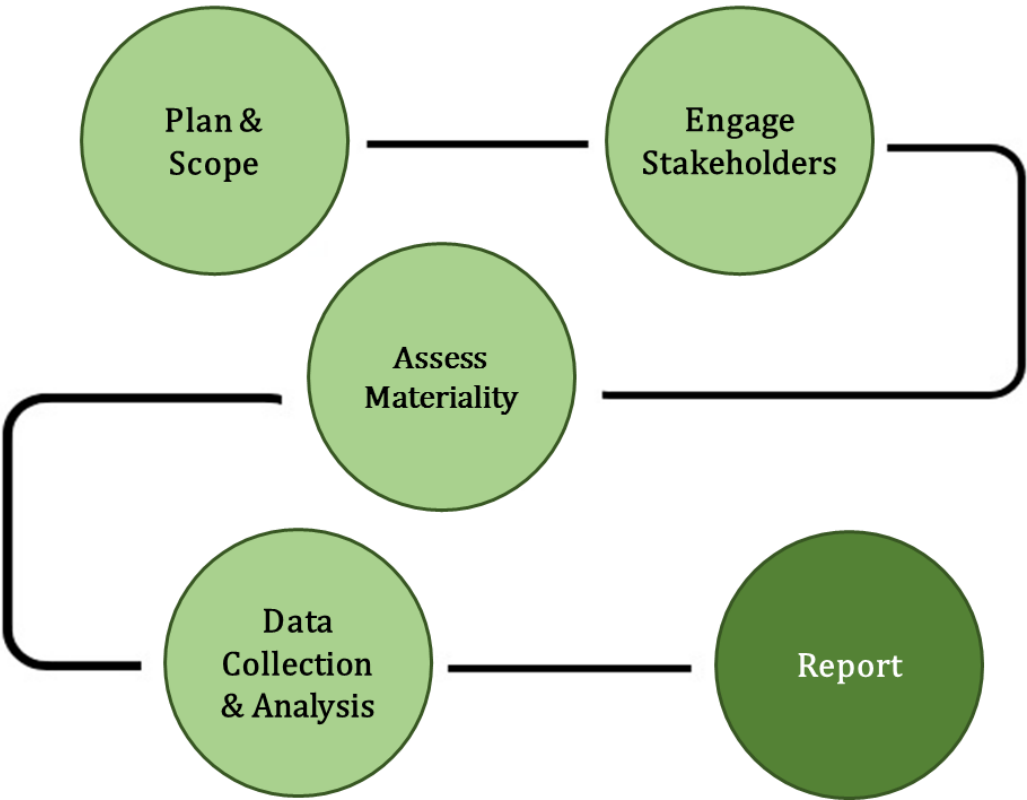 Plan &
Scope
Engage
Stakeholders
Assess
Materiality
Data
Collection
& Analysis
Report